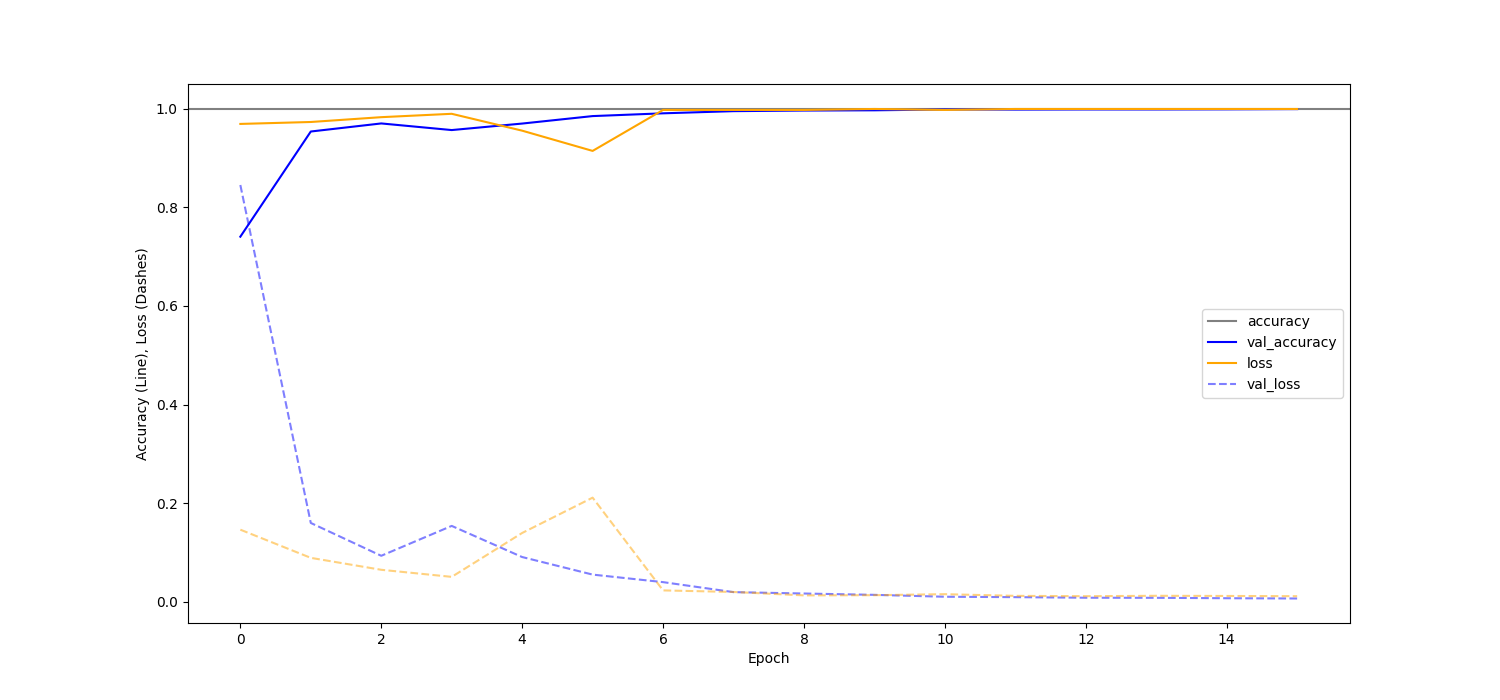 1.0
0.8
0.6
0.4
0.2
0.0
Accuracy (Line), Loss (Dashes)
accuracy
val_accuracy
loss
val_loss
0 2 4 6 8 10 12 14
Epoch